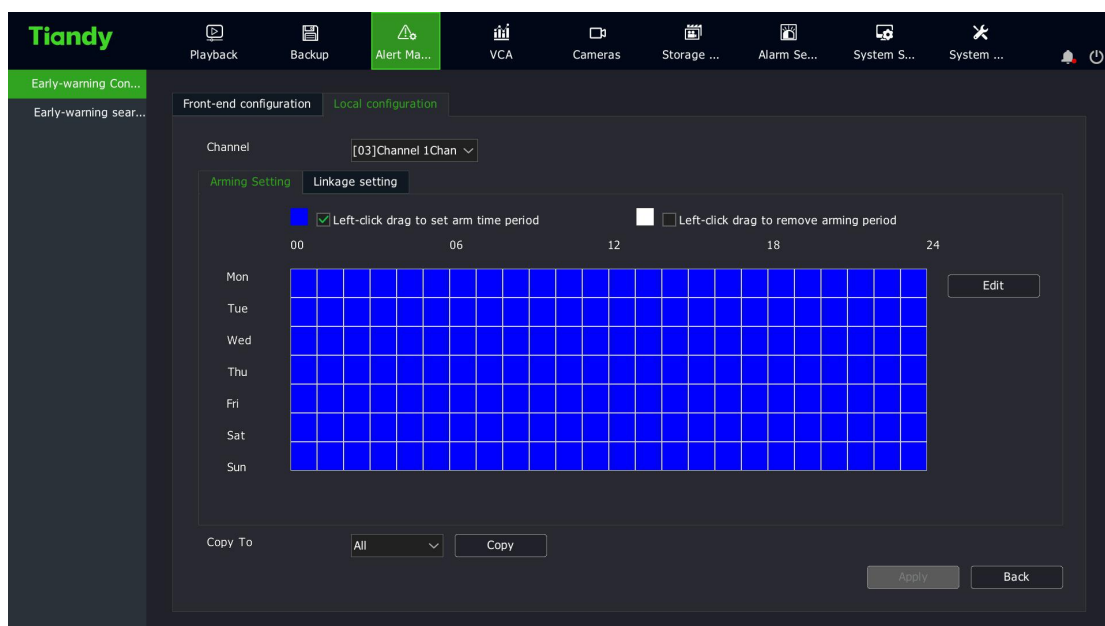 Tiandy
Playback
Backup
Alert Ma...
VCA
Cameras
Storage ...
Alarm Se...
System S...
System ...
Early-warning Con...
Early-warning sear...
Front-end configuration
Local configuration
Channel
[03]Channel 1Chan
Arming Setting
Linkage setting
Left-click drag to set arm time period
Left-click drag to remove arming period
00 06 12 18 24
Mon
Edit
Tue
Wed
Thu
Fri
Sat
Sun
Copy To
All
Copy
Apply
Back